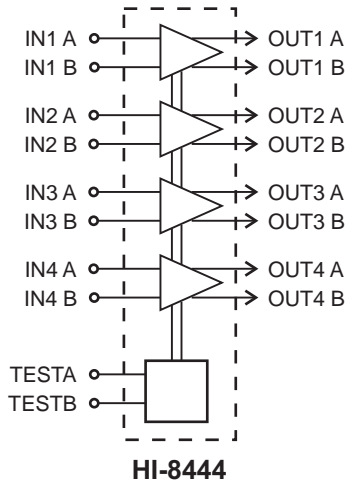 IN1 A OUT1 A
IN1 B OUT1 B
IN2 A OUT2 A
IN2 B OUT2 B
IN3 A OUT3 A
IN3 B OUT3 B
IN4 A OUT4 A
IN4 B OUT4 B
TESTA
TESTB
HI-8444